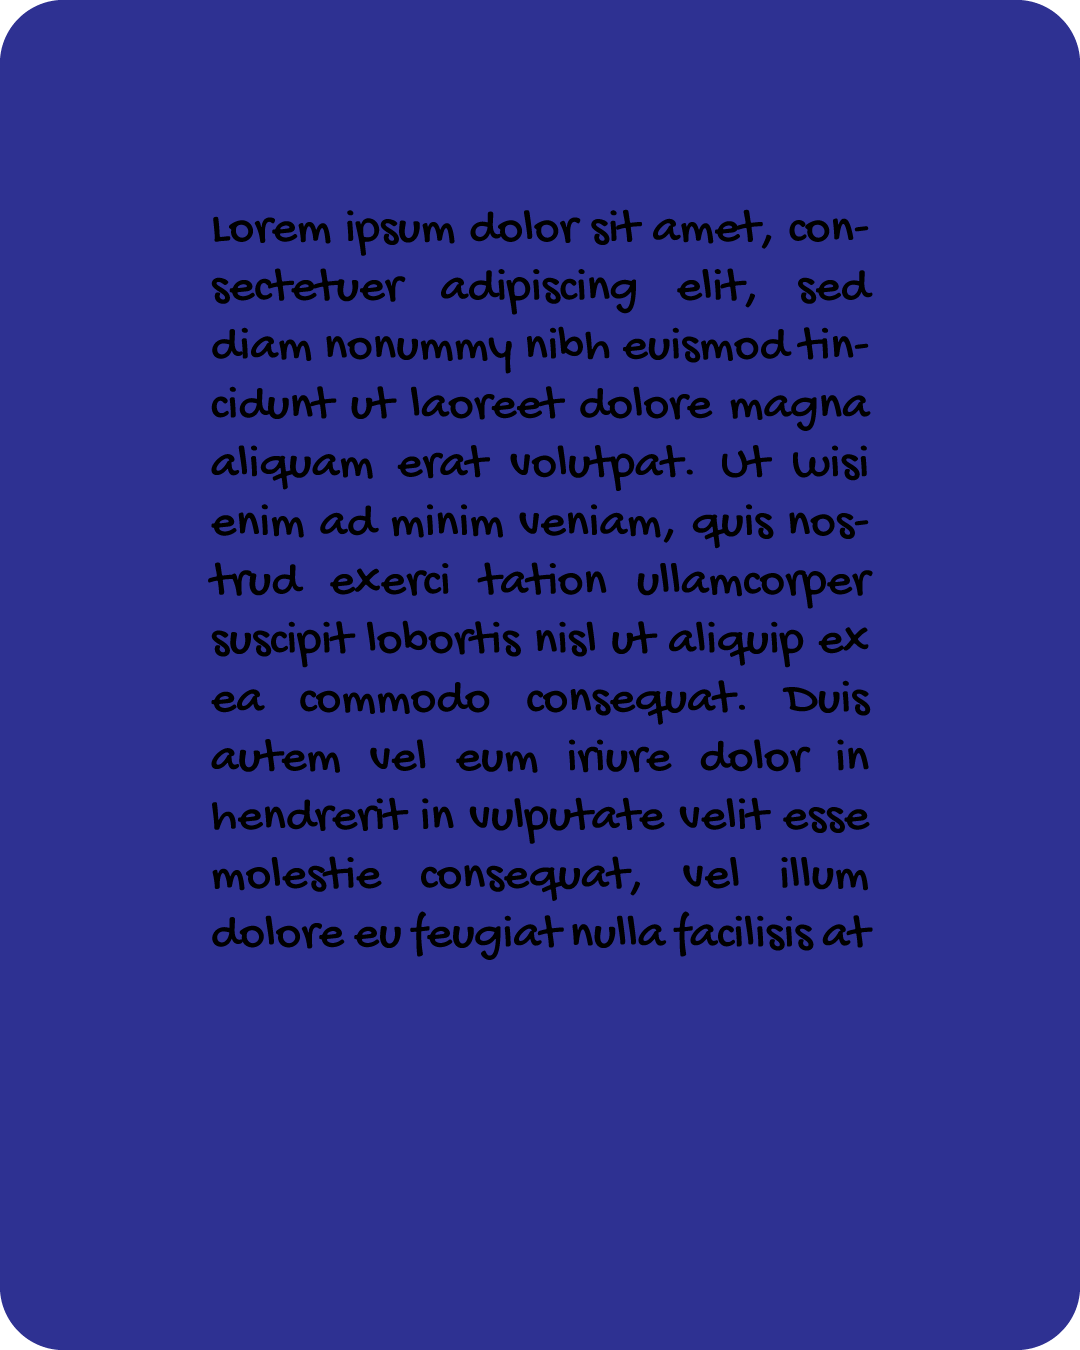 Lorem ipsum dolor sit amet, con-
sectetuer adipiscing elit, sed
diam nonummy nibh euismod tin-
cidunt ut laoreet dolore magna
aliquam erat volutpat. Ut wisi
enim ad minim veniam, quis nos-
trud exerci tation ullamcorper
suscipit lobortis nisl ut aliquip ex
ea commodo consequat. Duis
autem vel eum iriure dolor in
hendrerit in vulputate velit esse
molestie consequat, vel illum
dolore eu feugiat nulla facilisis at